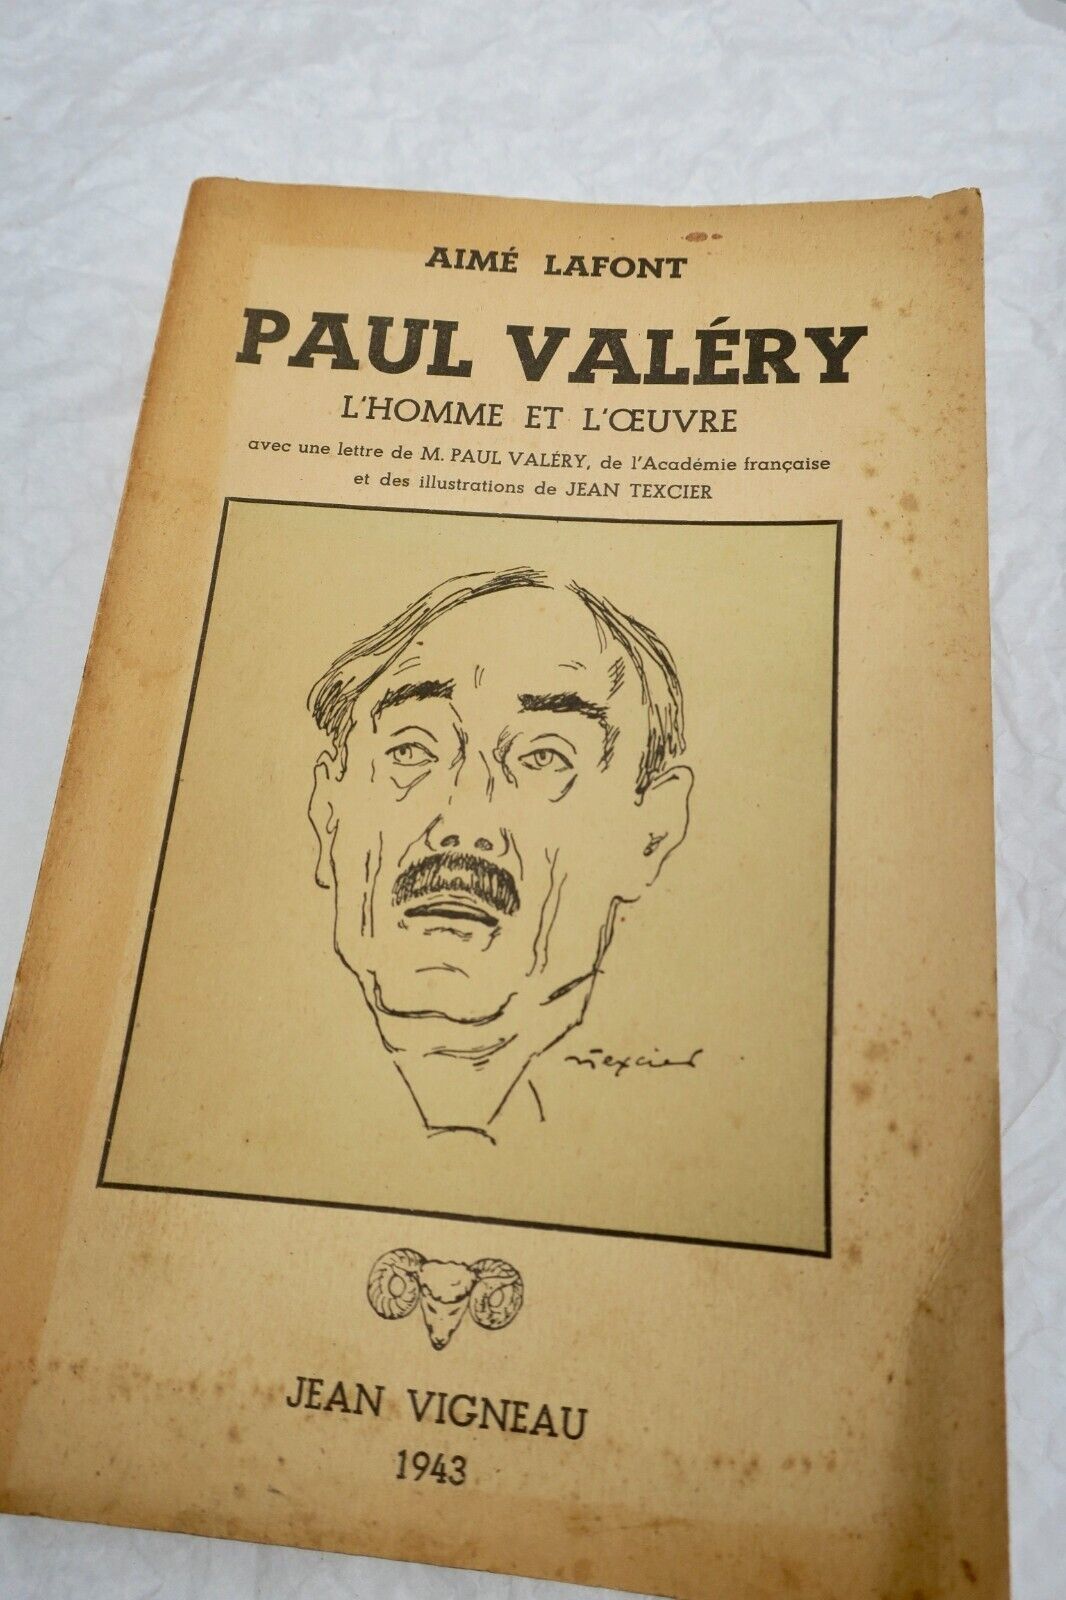 AIMÉ LAFONT
PAUL VALÉRY
L'HOMME ET L'ŒUVRE
avec une lettre de M. PAUL VALÉRY, de l'Académie française
et des illustrations de JEAN TEXCIER
JTexcier
JEAN VIGNEAU
1943